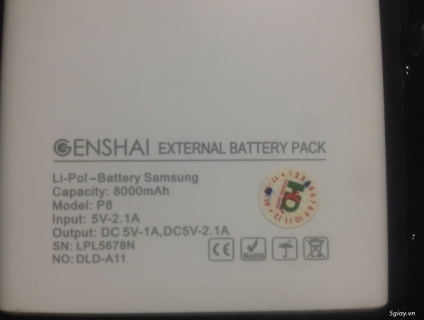 GENSHAI EXTERNAL BATTERY PACK
Li-Pol-Battery Samsung
Capacity: 8000mAh
Model: P8
Input: 5V-2.1A
Output: DC 5V-1A,DC5V-2.1A
SN: LPL5678N
NO: DLD-A11
HD
CE
RoHS
5giay.vn